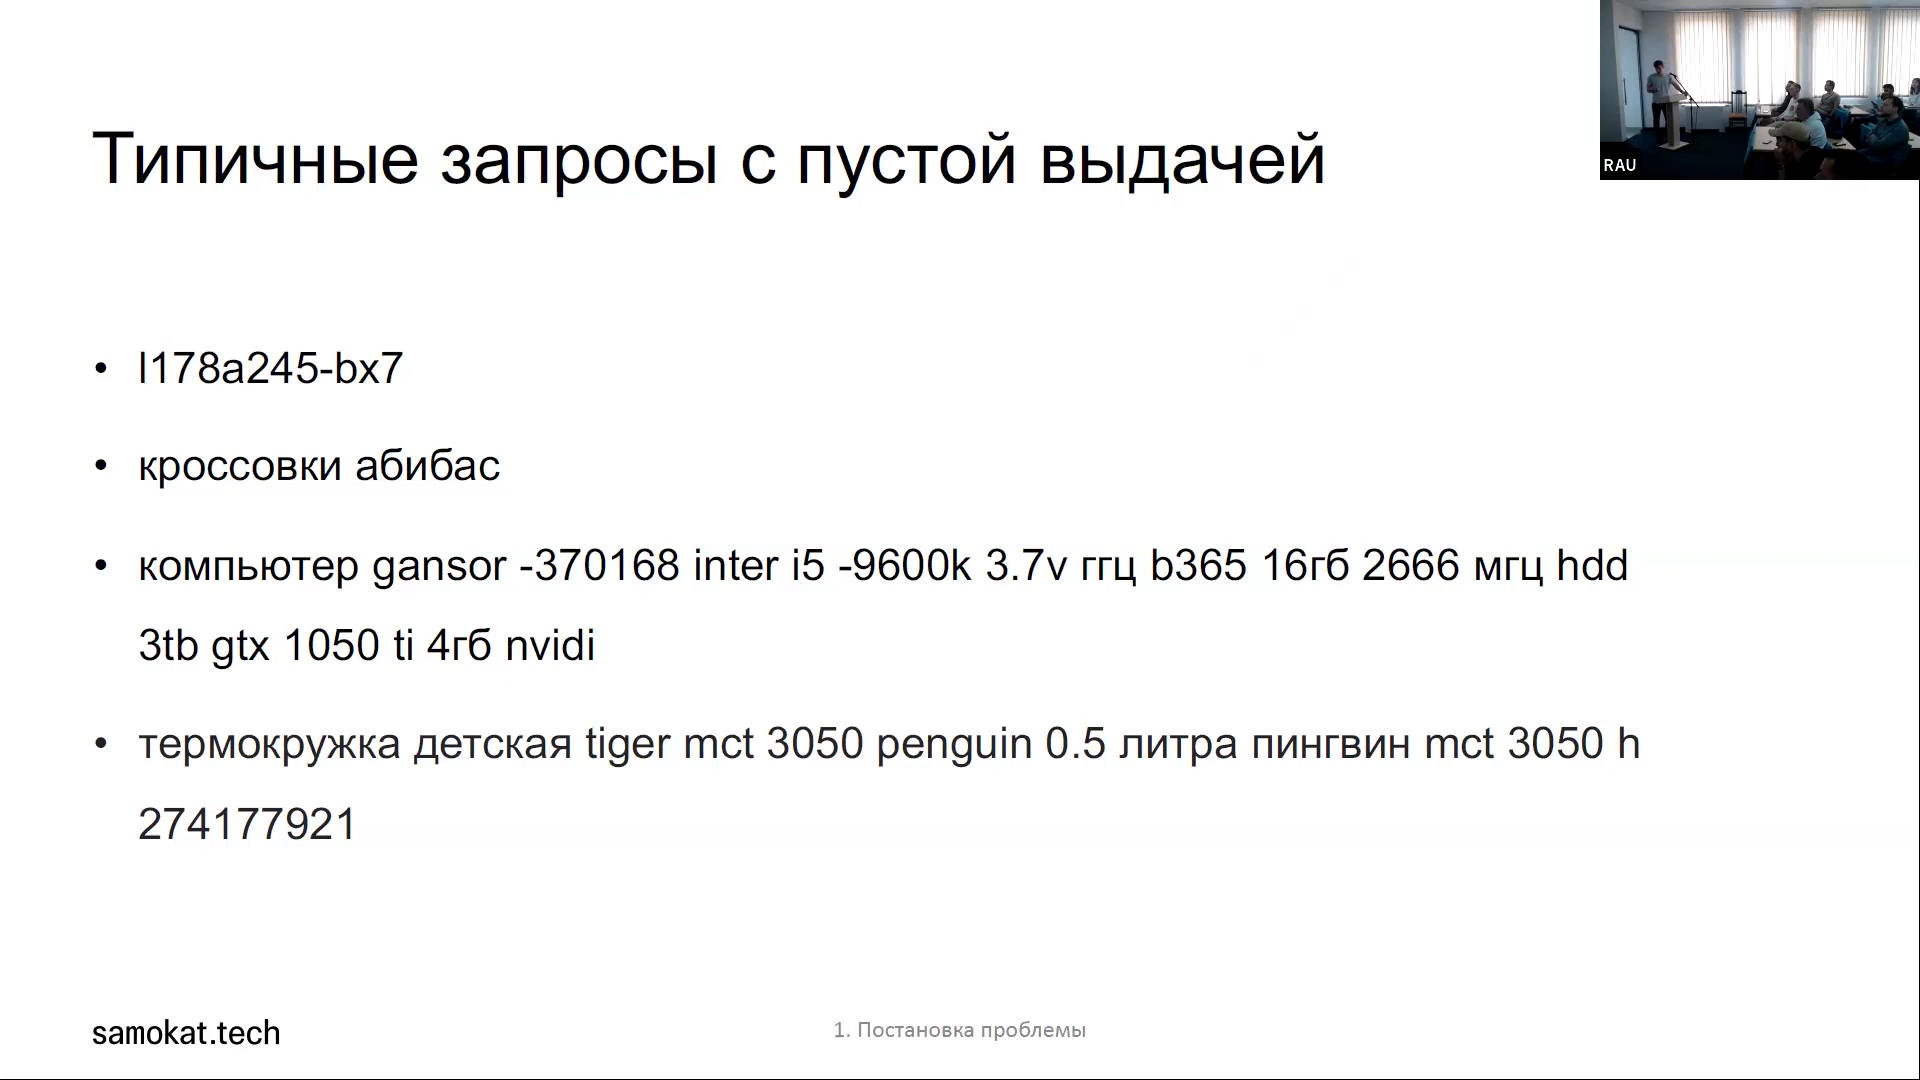 RAU
Типичные запросы с пустой выдачей
• l178a245-bx7
• кроссовки абибас
• компьютер gansor -370168 inter i5 -9600k 3.7v ггц b365 16гб 2666 мгц hdd
3tb gtx 1050 ti 4гб nvidi
• термокружка детская tiger mct 3050 penguin 0.5 литра пингвин mct 3050 h
274177921
samokat.tech
1. Постановка проблемы